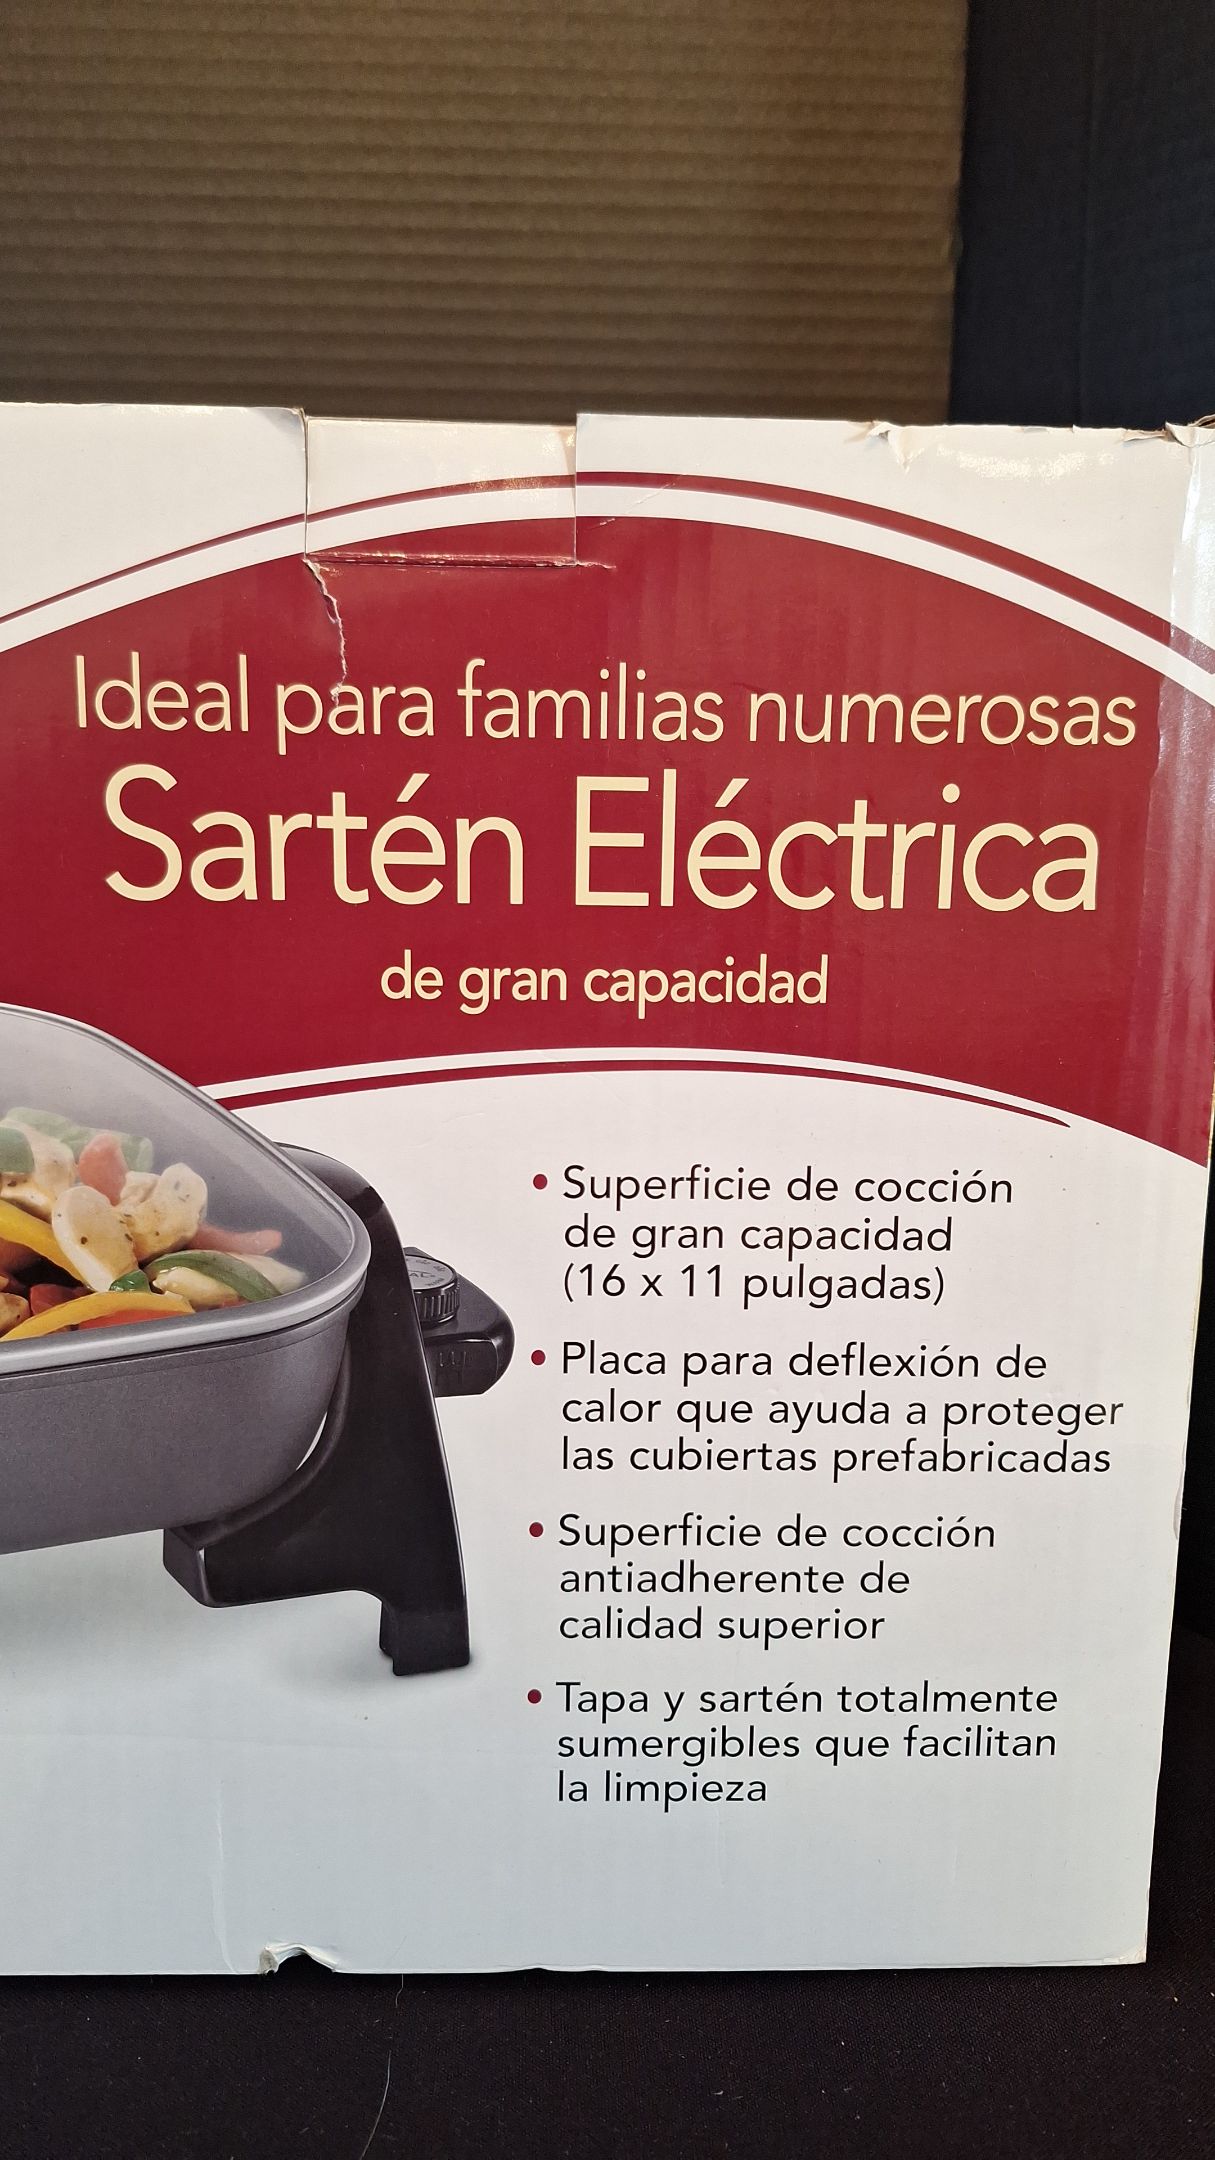 Ideal para familias numerosas
Sartén Eléctrica
de gran capacidad
• Superficie de cocción
de gran capacidad
(16 x 11 pulgadas)
• Placa para deflexión de
calor que ayuda a proteger
las cubiertas prefabricadas
• Superficie de cocción
antiadherente de
calidad superior
• Tapa y sartén totalmente
sumergibles que facilitan
la limpieza